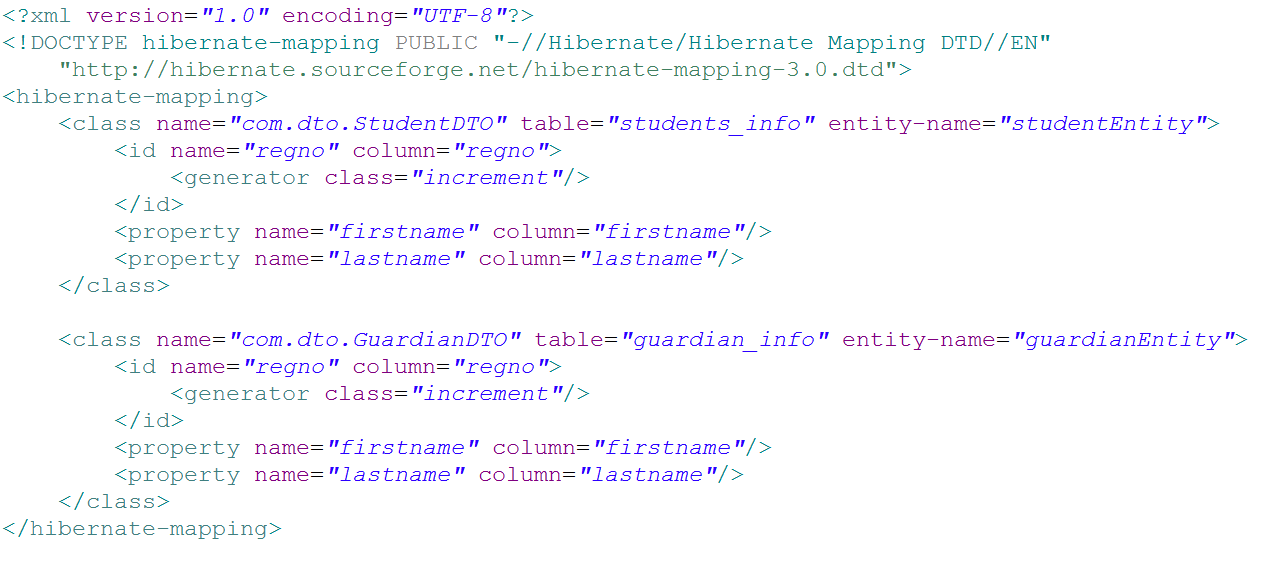 <?xml version="1.0" encoding="UTF-8"?>
<!DOCTYPE hibernate-mapping PUBLIC "-//Hibernate/Hibernate Mapping DTD//EN"
    "http://hibernate.sourceforge.net/hibernate-mapping-3.0.dtd">
<hibernate-mapping>
    <class name="com.dto.StudentDTO" table="students_info" entity-name="studentEntity">
        <id name="regno" column="regno">
            <generator class="increment"/>
        </id>
        <property name="firstname" column="firstname"/>
        <property name="lastname" column="lastname"/>
    </class>

    <class name="com.dto.GuardianDTO" table="guardian_info" entity-name="guardianEntity">
        <id name="regno" column="regno">
            <generator class="increment"/>
        </id>
        <property name="firstname" column="firstname"/>
        <property name="lastname" column="lastname"/>
    </class>
</hibernate-mapping>